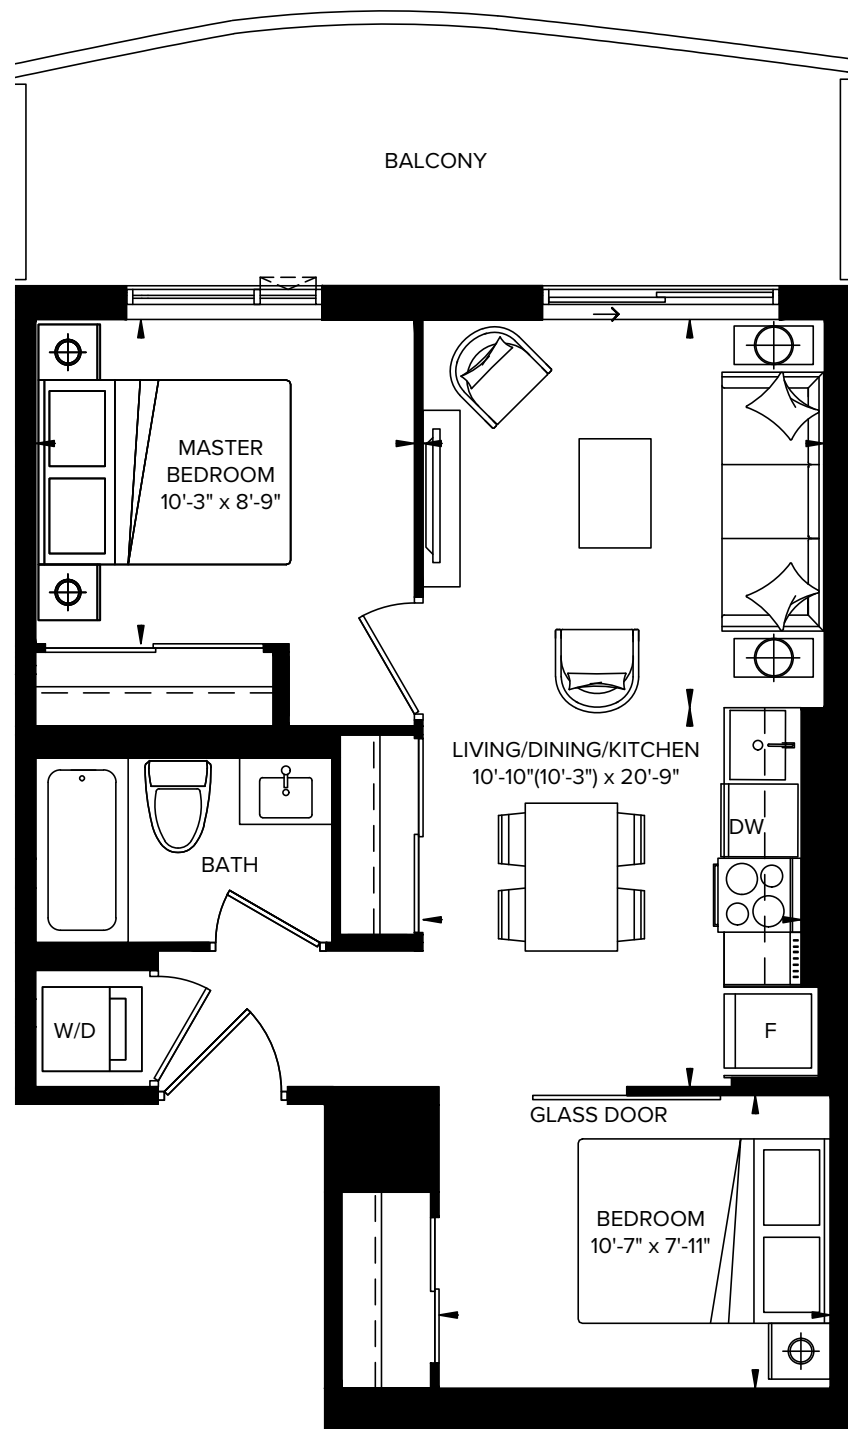 BALCONY
MASTER
BEDROOM
10'-3" x 8'-9"
LIVING/DINING/KITCHEN
10'-10"(10'-3") x 20'-9"
DW
BATH
W/D
F
GLASS DOOR
BEDROOM
10'-7" x 7'-11"